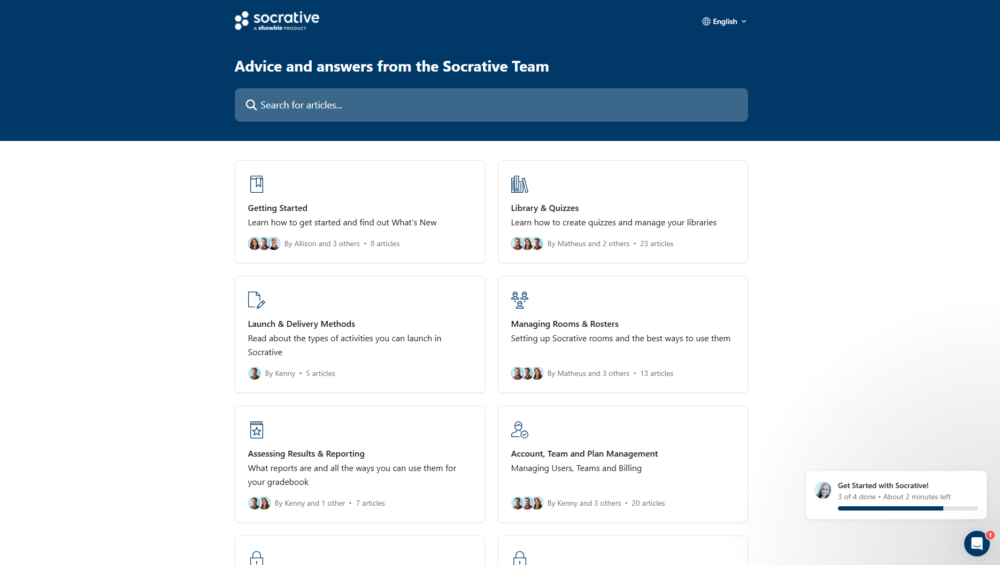 socrative
A showbie PRODUCT
English
Advice and answers from the Socrative Team
Search for articles...
Getting Started
Learn how to get started and find out What's New
By Allison and 3 others • 8 articles
Library & Quizzes
Learn how to create quizzes and manage your libraries
By Matheus and 2 others • 23 articles
Launch & Delivery Methods
Read about the types of activities you can launch in
Socrative
By Kenny • 5 articles
Managing Rooms & Rosters
Setting up Socrative rooms and the best ways to use them
By Matheus and 3 others • 13 articles
Assessing Results & Reporting
What reports are and all the ways you can use them for
your gradebook
By Kenny and 1 other • 7 articles
Account, Team and Plan Management
Managing Users, Teams and Billing
By Kenny and 3 others • 20 articles
Get Started with Socrative!
3 of 4 done • About 2 minutes left
1